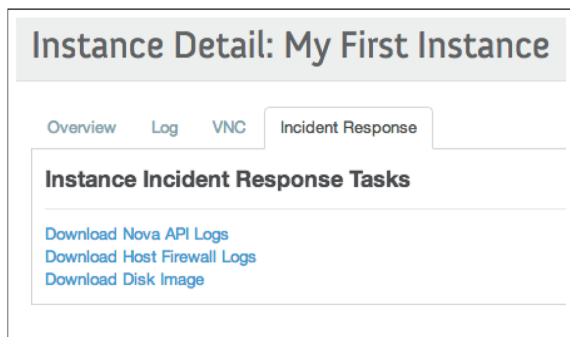 Instance Detail: My First Instance
Overview Log VNC Incident Response
Instance Incident Response Tasks
Download Nova API Logs
Download Host Firewall Logs
Download Disk Image